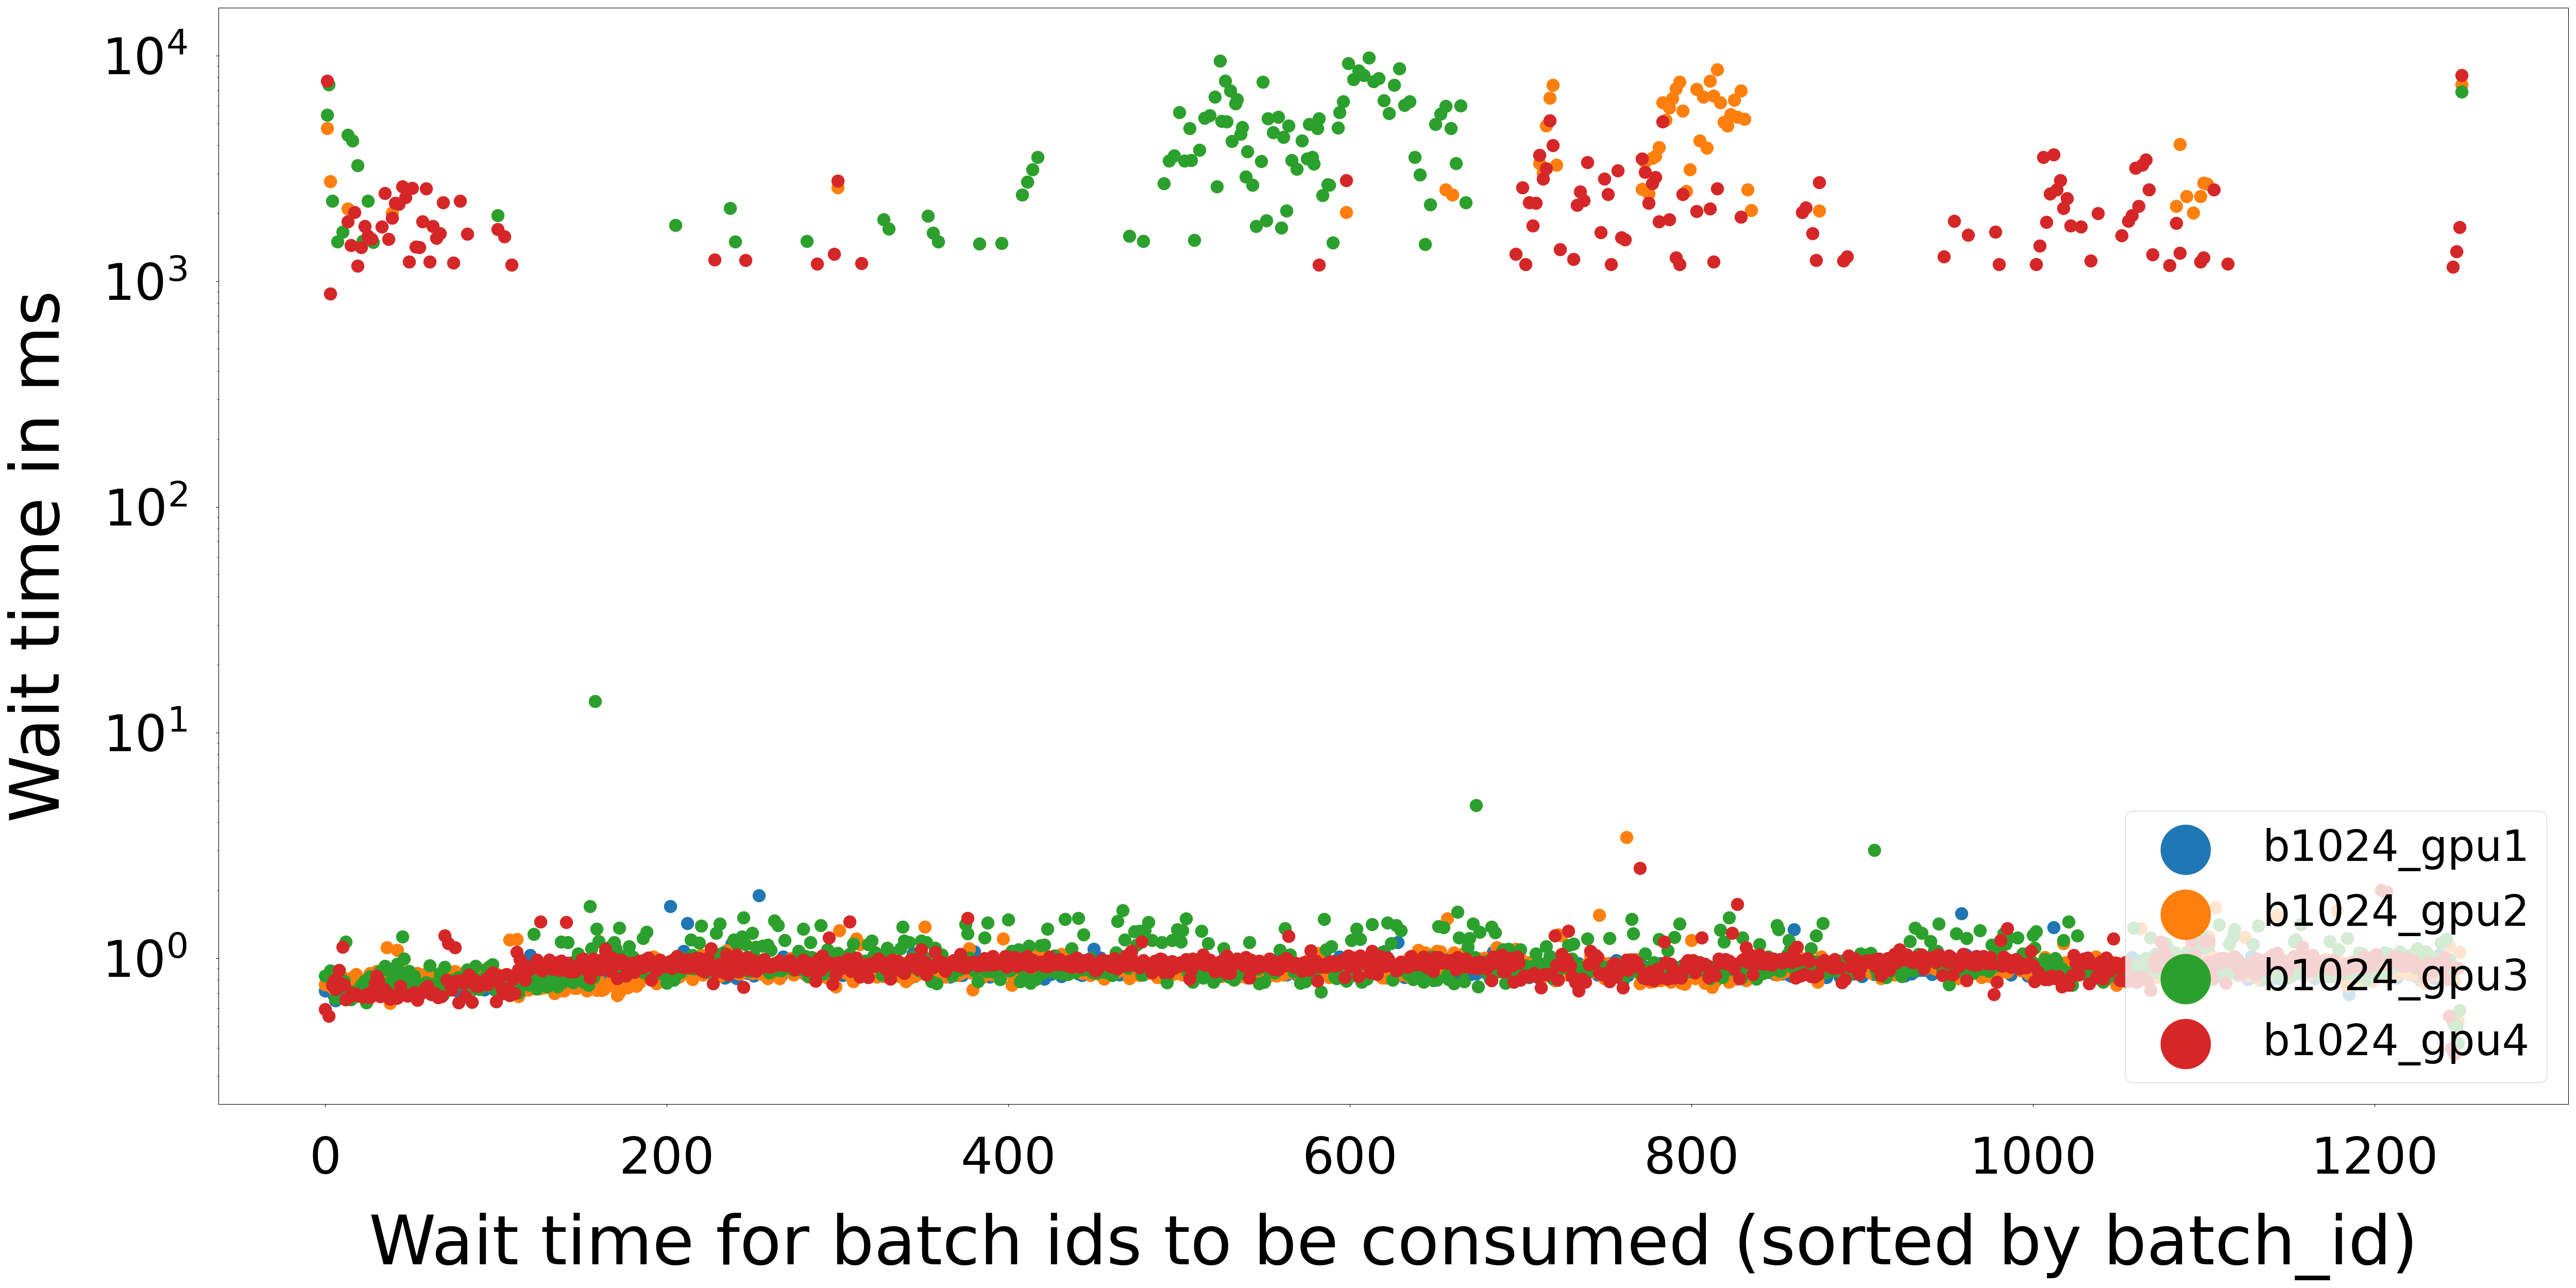 Wait time in ms
10^4
10^3
10^2
10^1
10^0
0 200 400 600 800 1000 1200
Wait time for batch ids to be consumed (sorted by batch_id)
b1024_gpu1
b1024_gpu2
b1024_gpu3
b1024_gpu4